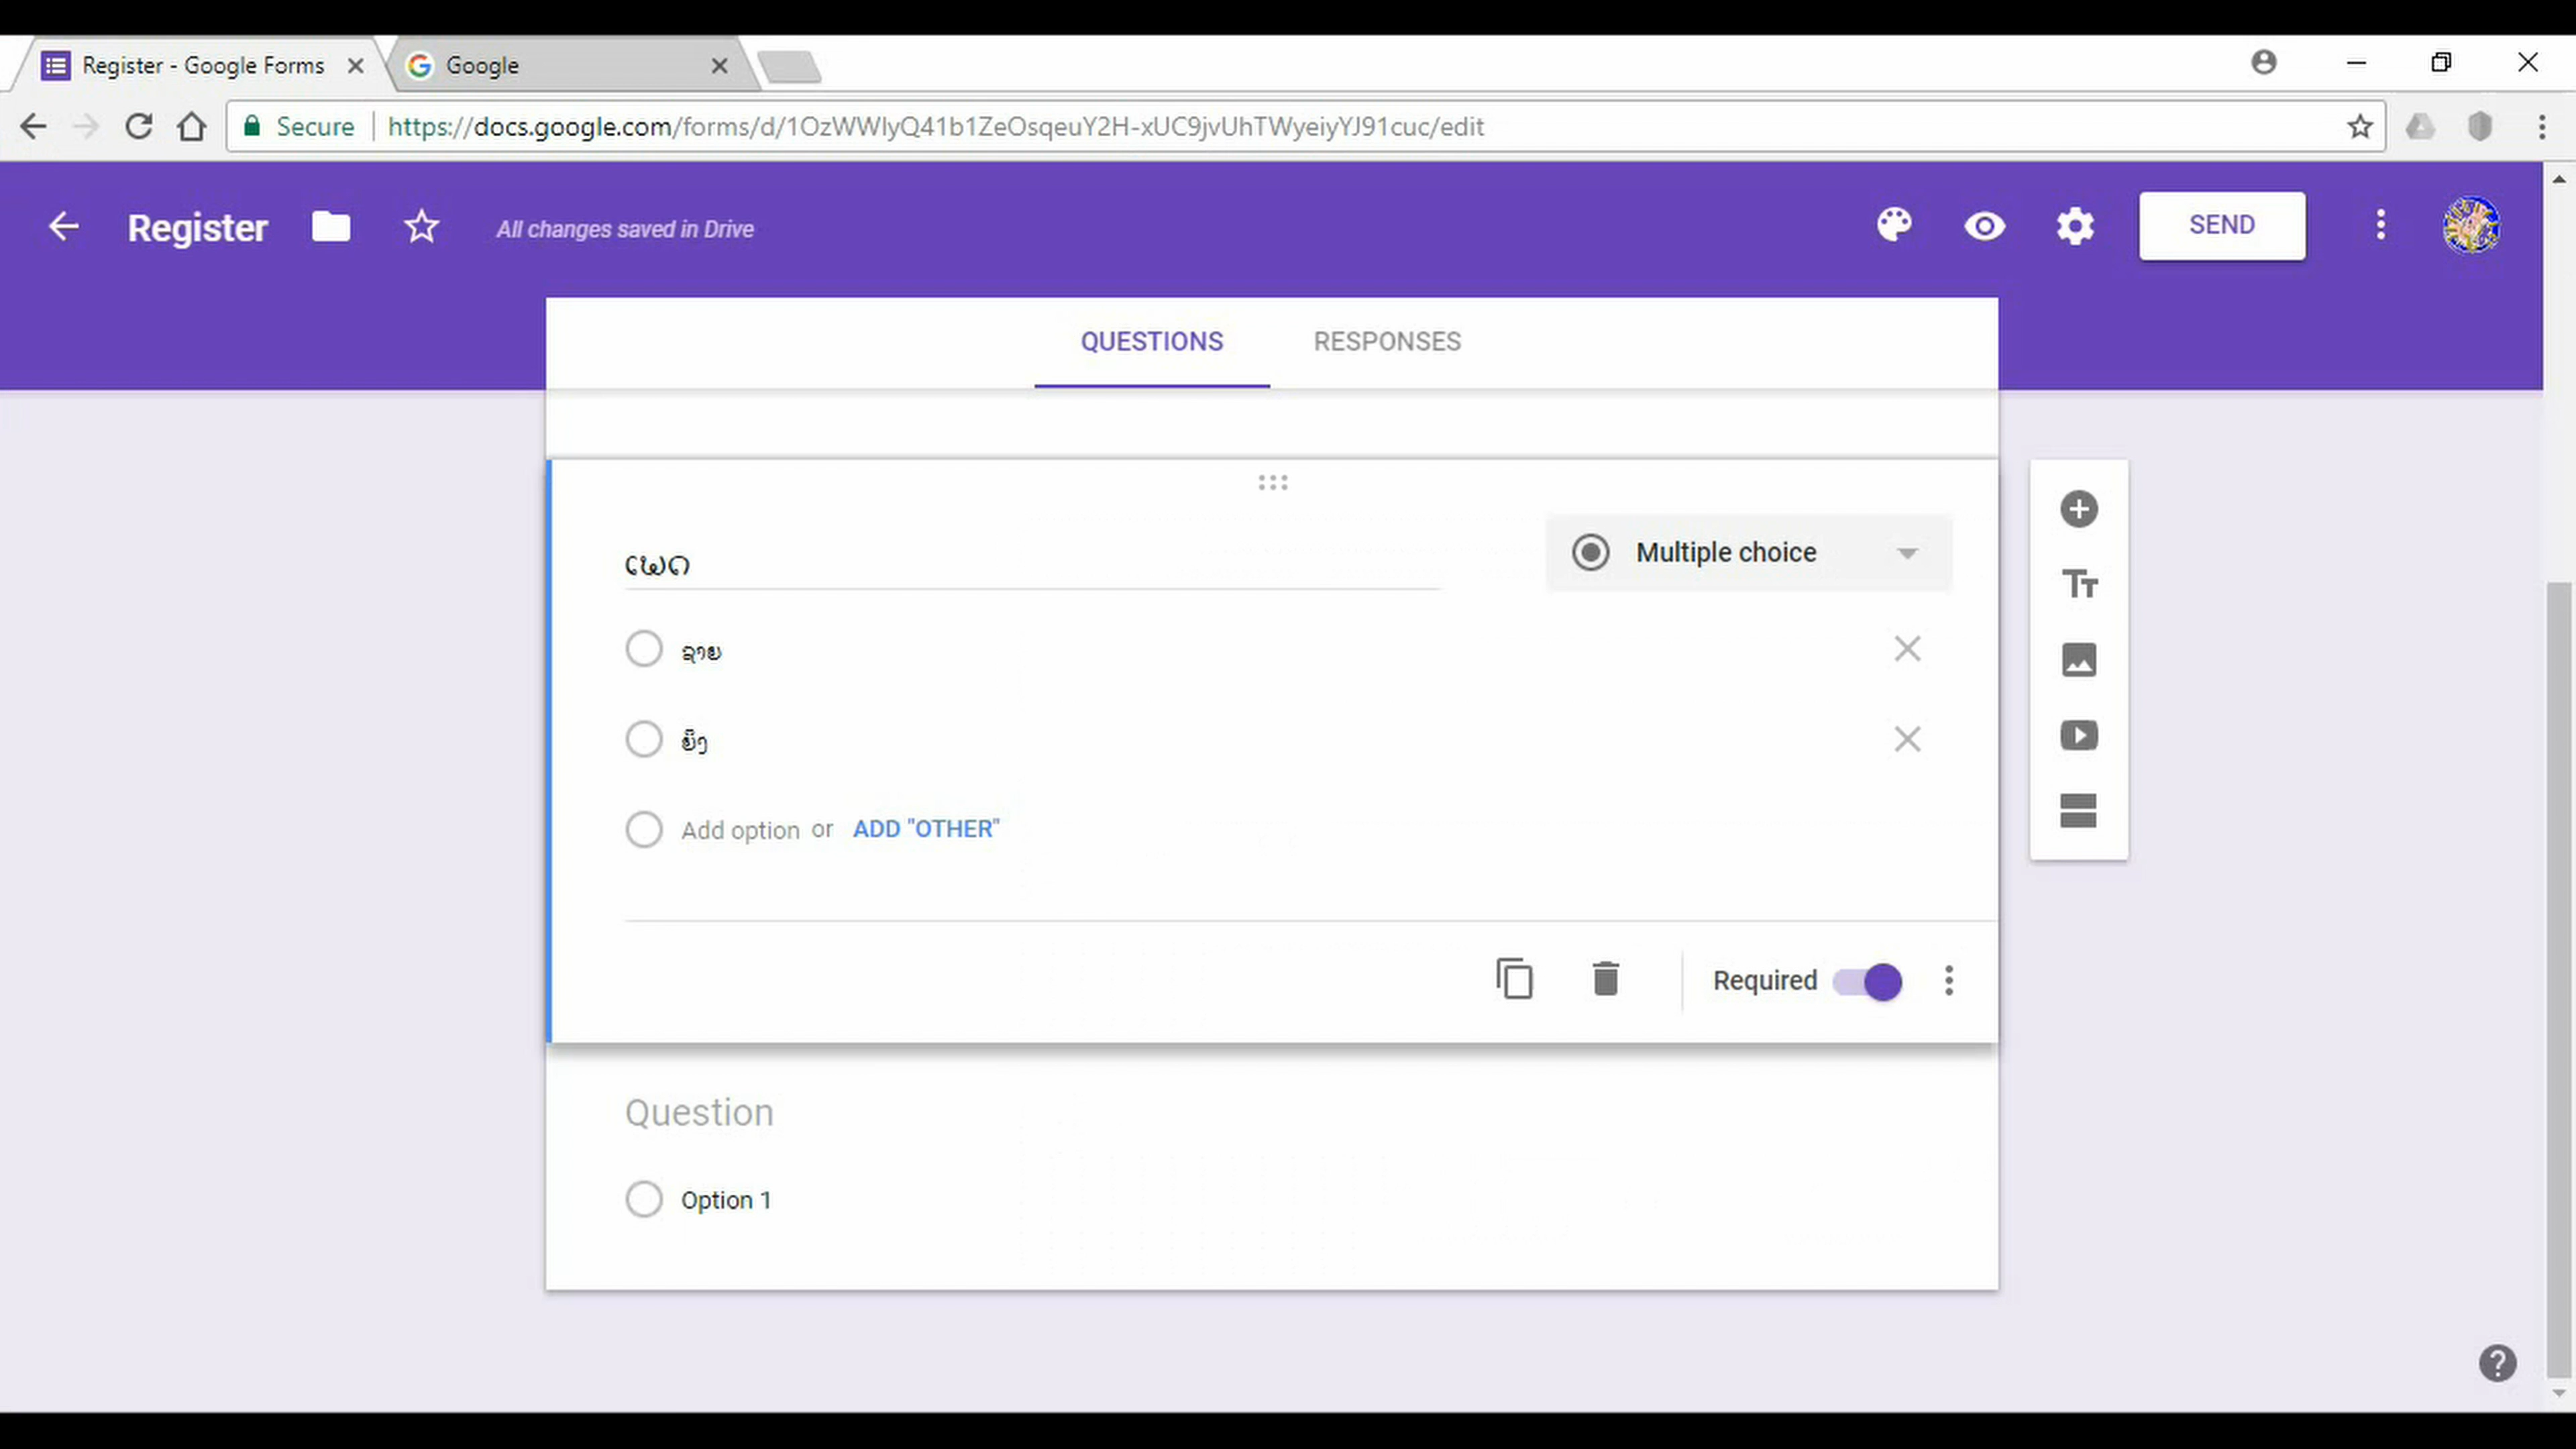 Register - Google Forms
Google
Secure https://docs.google.com/forms/d/1OzWWlyQ41b1ZeOsqeuY2H-xUC9jvUhTWyeiyYJ91cuc/edit
Register All changes saved in Drive SEND
QUESTIONS RESPONSES
ເພດ Multiple choice
ຊາຍ
ຍິງ
Add option or ADD "OTHER"
Required
Question
Option 1